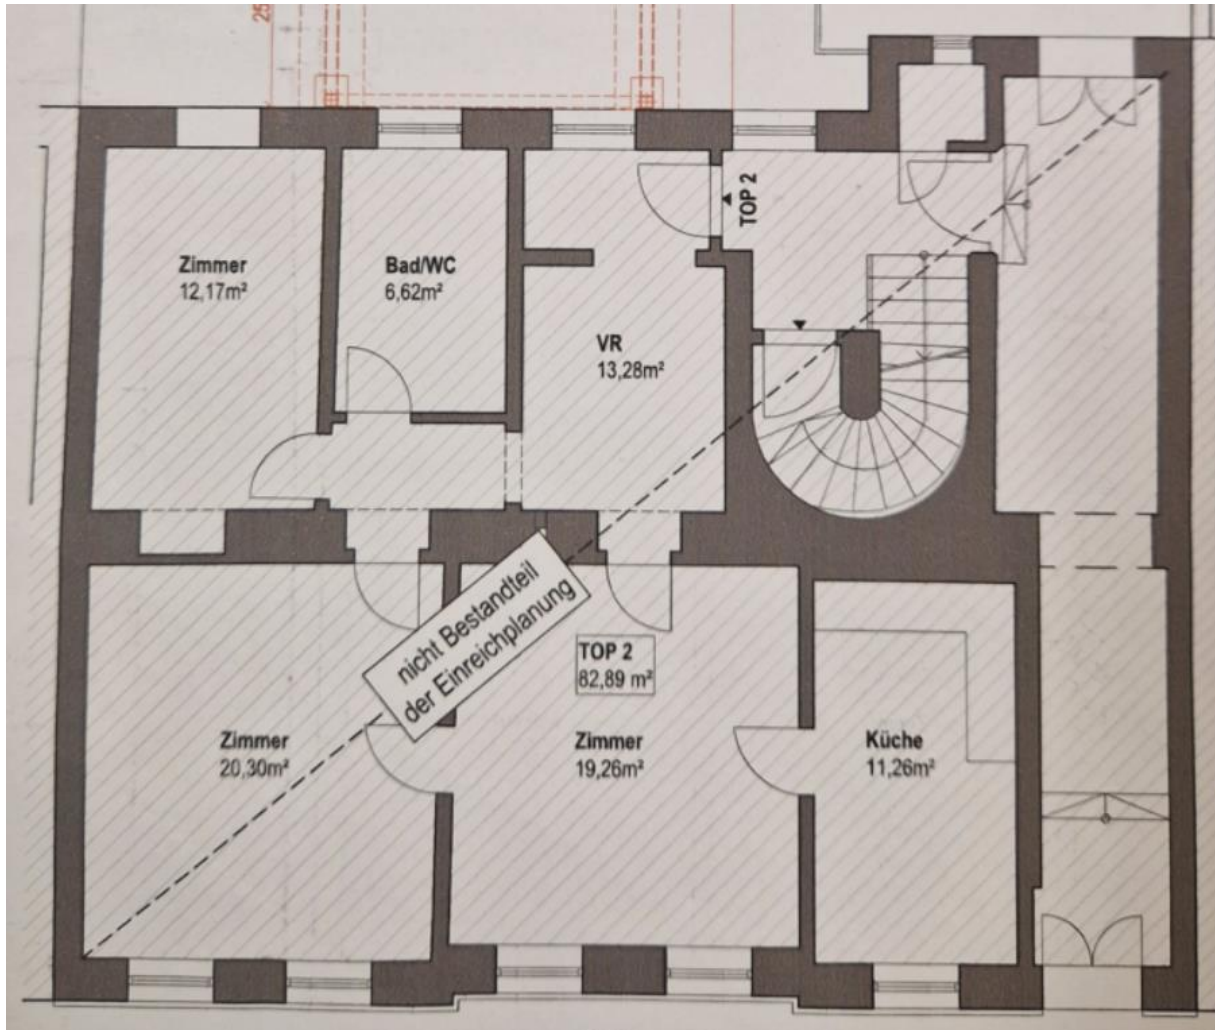 25
TOP 2
Zimmer
12,17m²
Bad/WC
6,62m²
VR
13,28m²
nicht Bestandteil
der Einreichplanung
TOP 2
82,89 m²
Zimmer
20,30m²
Zimmer
19,26m²
Küche
11,26m²